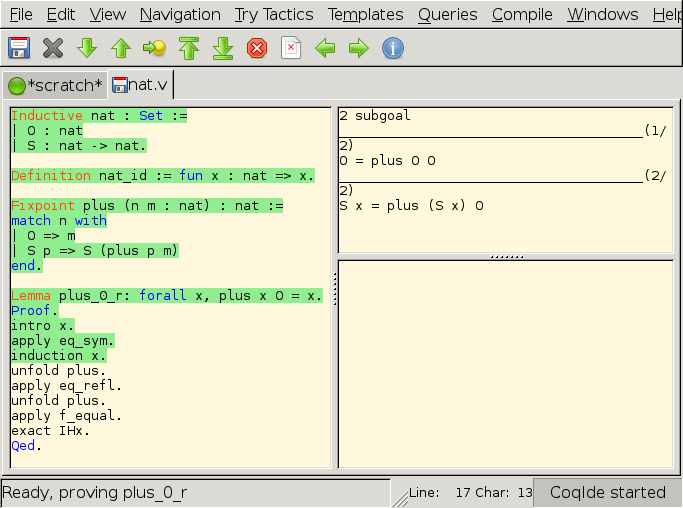 File Edit View Navigation Try Tactics Templates Queries Compile Windows Help
*scratch* nat.v
Inductive nat : Set :=
| O : nat
| S : nat -> nat.
Definition nat_id := fun x : nat => x.
Fixpoint plus (n m : nat) : nat :=
match n with
| O => m
| S p => S (plus p m)
end.
Lemma plus_O_r: forall x, plus x O = x.
Proof.
intro x.
apply eq_sym.
induction x.
unfold plus.
apply eq_refl.
unfold plus.
apply f_equal.
exact IHx.
Qed.
2 subgoal
(1/
2)
O = plus O O
(2/
2)
S x = plus (S x) O
Ready, proving plus_0_r
Line: 17 Char: 13
CoqIde started